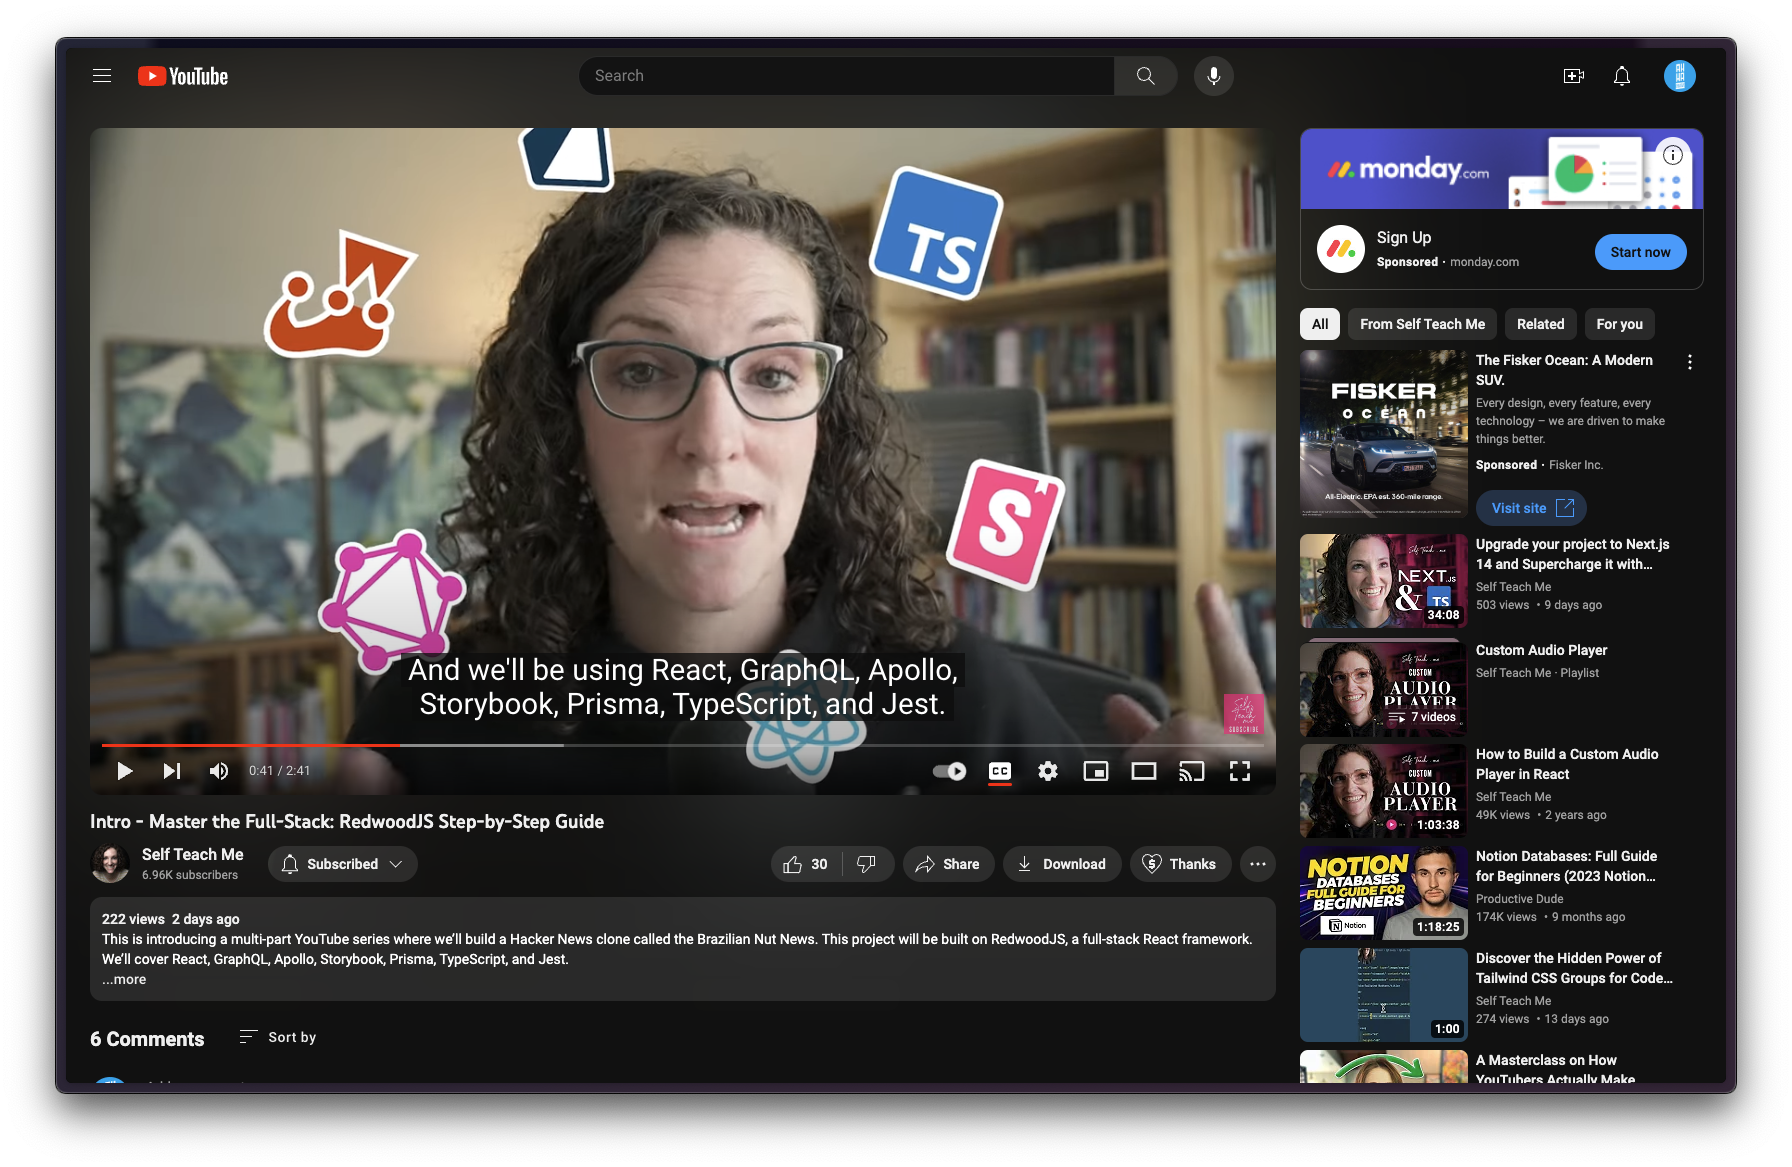 YouTube
Search
TS
S
And we'll be using React, GraphQL, Apollo,
Storybook, Prisma, TypeScript, and Jest.
Self
Teach
me
SUBSCRIBE
0:41 / 2:41
CC
Intro - Master the Full-Stack: RedwoodJS Step-by-Step Guide
Self Teach Me
6.96K subscribers
Subscribed
30
Share
Download
Thanks
222 views 2 days ago
This is introducing a multi-part YouTube series where we'll build a Hacker News clone called the Brazilian Nut News. This project will be built on RedwoodJS, a full-stack React framework.
We'll cover React, GraphQL, Apollo, Storybook, Prisma, TypeScript, and Jest.
...more
6 Comments
Sort by
monday.com
Sign Up
Sponsored · monday.com
Start now
All
From Self Teach Me
Related
For you
FISKER
OCEAN
All-Electric. EPA est. 360-mile range.
The Fisker Ocean: A Modern
SUV.
Every design, every feature, every
technology – we are driven to make
things better.
Sponsored · Fisker Inc.
Visit site
Self Teach.me
NEXT.JS
&
TS
34:08
Upgrade your project to Next.js
14 and Supercharge it with...
Self Teach Me
503 views • 9 days ago
Self Teach.me
CUSTOM
AUDIO
PLAYER
7 videos
Custom Audio Player
Self Teach Me · Playlist
Self Teach.me
CUSTOM
AUDIO
PLAYER
1:03:38
How to Build a Custom Audio
Player in React
Self Teach Me
49K views • 2 years ago
NOTION
DATABASES
FULL GUIDE FOR
BEGINNERS
Notion
1:18:25
Notion Databases: Full Guide
for Beginners (2023 Notion...
Productive Dude
174K views • 9 months ago
1:00
Discover the Hidden Power of
Tailwind CSS Groups for Code...
Self Teach Me
274 views • 13 days ago
A Masterclass on How
YouTubers Actually Make